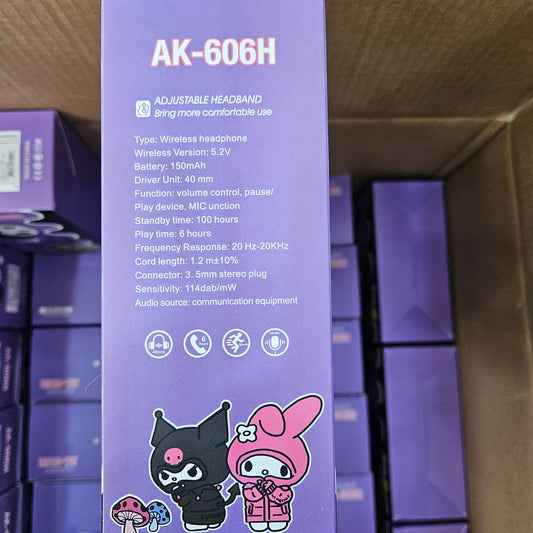 AK-606H
ADJUSTABLE HEADBAND
Bring more comfortable use
Type: Wireless headphone
Wireless Version: 5.2V
Battery: 150mAh
Driver Unit: 40 mm
Function: volume control, pause/
Play device, MIC unction
Standby time: 100 hours
Play time: 6 hours
Frequency Response: 20 Hz-20KHz
Cord length: 1.2 m±10%
Connector: 3. 5mm stereo plug
Sensitivity: 114dab/mW
Audio source: communication equipment
6